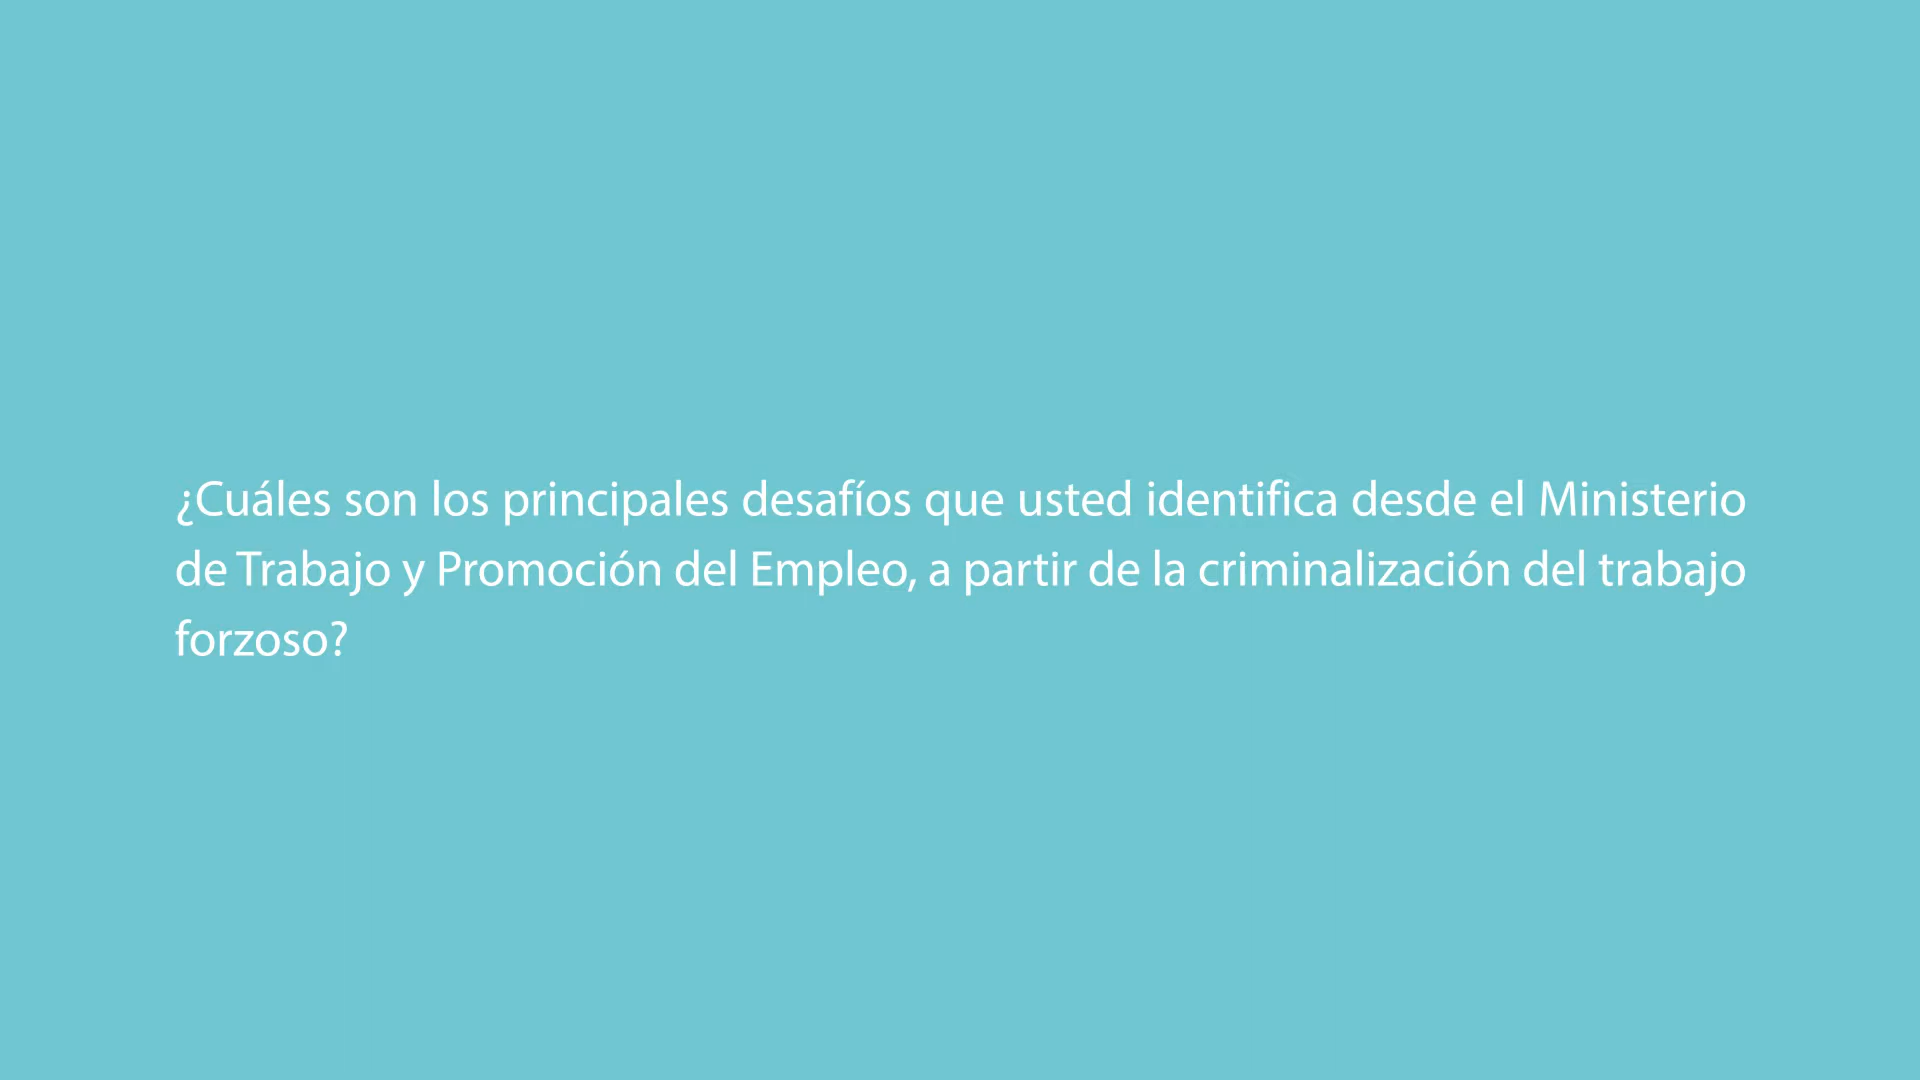 ¿Cuáles son los principales desafíos que usted identifica desde el Ministerio
de Trabajo y Promoción del Empleo, a partir de la criminalización del trabajo
forzoso?